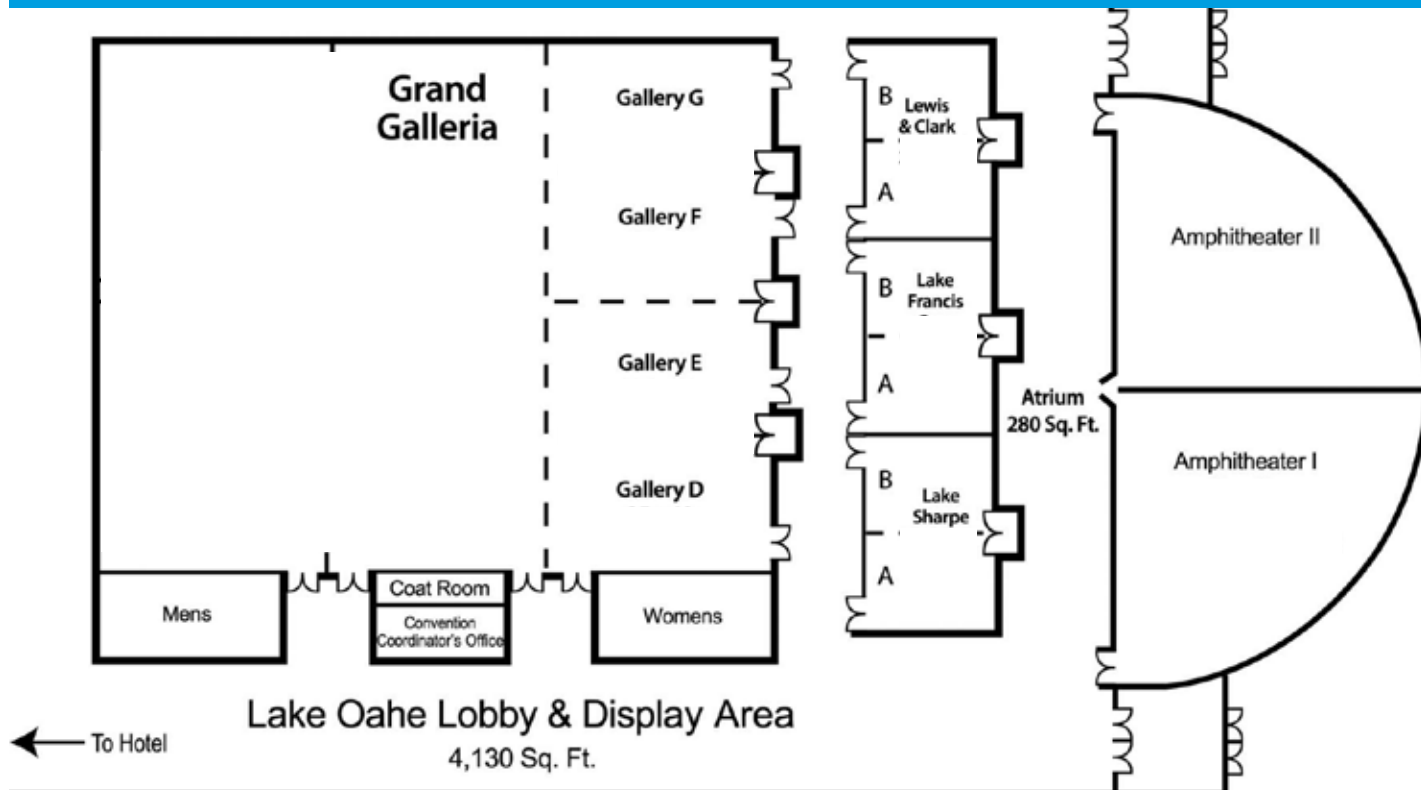 Grand
Galleria
Gallery G
Gallery F
Gallery E
Gallery D
B
Lewis
& Clark
A
B
Lake
Francis
A
B
Lake
Sharpe
A
Atrium
280 Sq. Ft.
Amphitheater II
Amphitheater I
Mens
Coat Room
Convention
Coordinator's Office
Womens
Lake Oahe Lobby & Display Area
4,130 Sq. Ft.
To Hotel